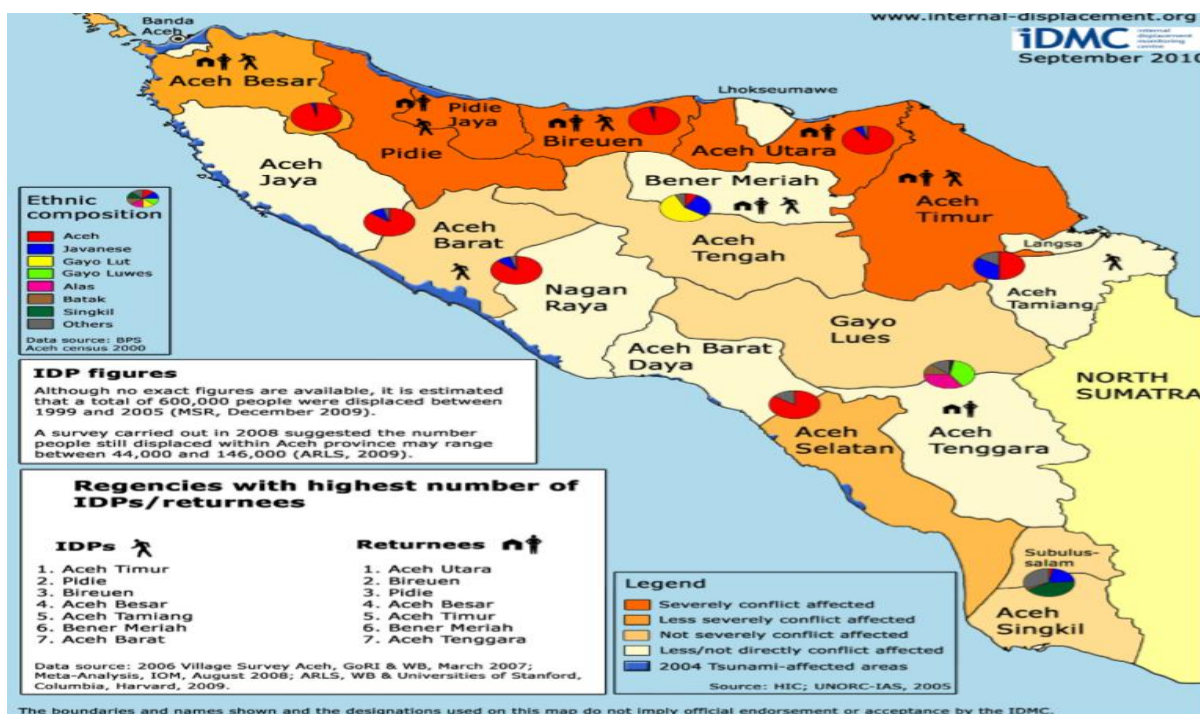 www.internal-displacement.org
iDMC
internal
displacement
monitoring
centre
September 2010
Banda
Aceh
Aceh Besar
Pidie
Jaya
Pidie
Bireuen
Lhokseumawe
Aceh Utara
Aceh
Jaya
Bener Meriah
Aceh
Timur
Aceh
Barat
Aceh
Tengah
Langsa
Nagan
Raya
Aceh
Tamiang
Gayo
Lues
Aceh Barat
Daya
NORTH
SUMATRA
Aceh
Selatan
Aceh
Tenggara
Subulus-
salam
Aceh
Singkil
Ethnic
composition
Aceh
Javanese
Gayo Lut
Gayo Luwes
Alas
Batak
Singkil
Others
Data source: BPS
Aceh census 2000
IDP figures
Although no exact figures are available, it is estimated
that a total of 600,000 people were displaced between
1999 and 2005 (MSR, December 2009).
A survey carried out in 2008 suggested the number
people still displaced within Aceh province may range
between 44,000 and 146,000 (ARLS, 2009).
Regencies with highest number of
IDPs/returnees
IDPs
1. Aceh Timur
2. Pidie
3. Bireuen
4. Aceh Besar
5. Aceh Tamiang
6. Bener Meriah
7. Aceh Barat
Returnees
1. Aceh Utara
2. Bireuen
3. Pidie
4. Aceh Besar
5. Aceh Timur
6. Bener Meriah
7. Aceh Tenggara
Data source: 2006 Village Survey Aceh, GoRI & WB, March 2007;
Meta-Analysis, IOM, August 2008; ARLS, WB & Universities of Stanford,
Columbia, Harvard, 2009.
Legend
Severely conflict affected
Less severely conflict affected
Not severely conflict affected
Less/not directly conflict affected
2004 Tsunami-affected areas
Source: HIC; UNORC-IAS, 2005
The boundaries and names shown and the designations used on this map do not imply official endorsement or acceptance by the IDMC.